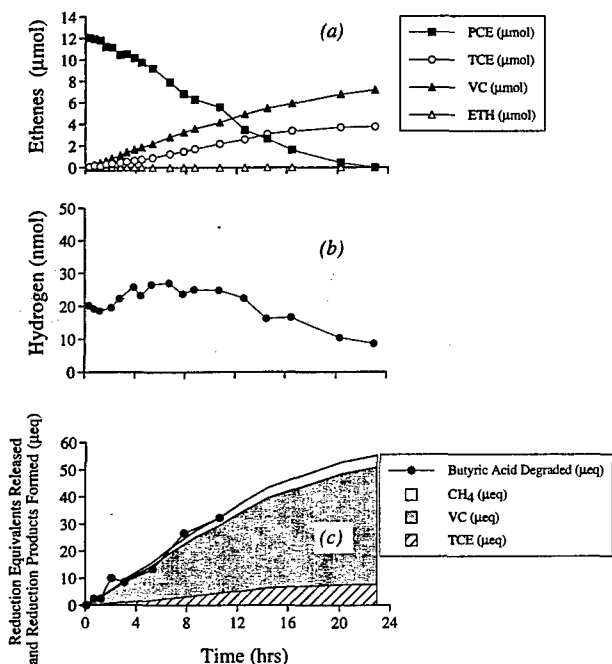 (a)
Ethenes (μmol)
14
12
10
8
6
4
2
0
PCE (μmol)
TCE (μmol)
VC (μmol)
ETH (μmol)
(b)
Hydrogen (nmol)
50
40
30
20
10
0
Reduction Equivalents Released
and Reduction Products Formed (μeq)
60
50
40
30
20
10
0
(c)
Butyric Acid Degraded (μeq)
CH4 (μeq)
VC (μeq)
TCE (μeq)
0 4 8 12 16 20 24
Time (hrs)